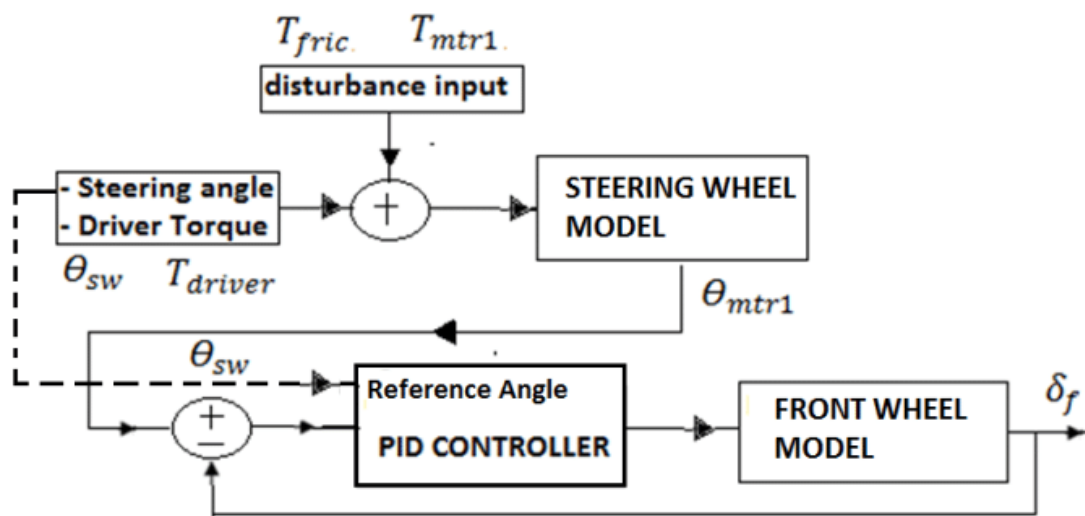 T_fric. T_mtr1.
disturbance input
- Steering angle
- Driver Torque
+
STEERING WHEEL
MODEL
θ_sw T_driver
θ_mtr1
θ_sw
Reference Angle
PID CONTROLLER
+
−
FRONT WHEEL
MODEL
δ_f